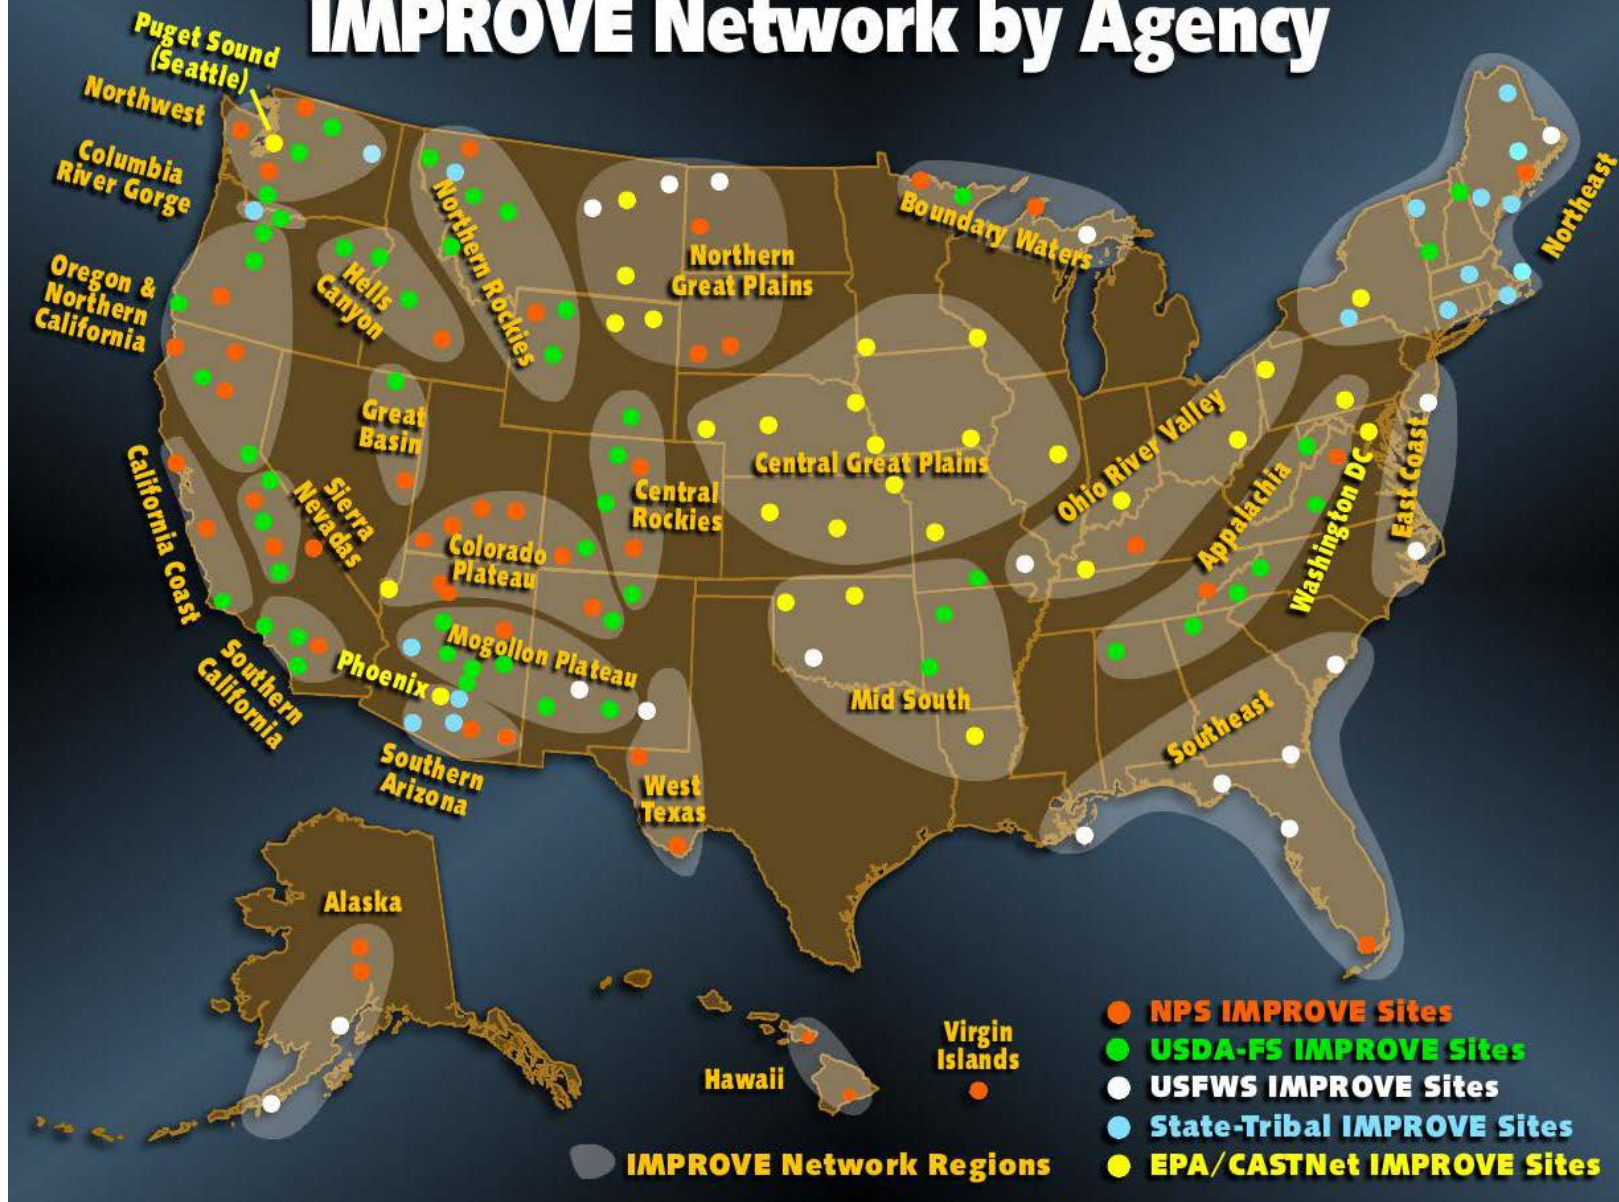 IMPROVE Network by Agency
Puget Sound
(Seattle)
Northwest
Columbia
River Gorge
Oregon &
Northern
California
Hells
Canyon
Northern Rockies
Northern
Great Plains
Boundary Waters
Northeast
Great
Basin
Central
Rockies
Central Great Plains
Ohio River Valley
Appalachia
Washington DC
East Coast
California Coast
Sierra
Nevadas
Colorado
Plateau
Mogollon Plateau
Phoenix
Southern
California
Southern
Arizona
West
Texas
Mid South
Southeast
Alaska
Hawaii
Virgin
Islands
NPS IMPROVE Sites
USDA-FS IMPROVE Sites
USFWS IMPROVE Sites
State-Tribal IMPROVE Sites
EPA/CASTNet IMPROVE Sites
IMPROVE Network Regions